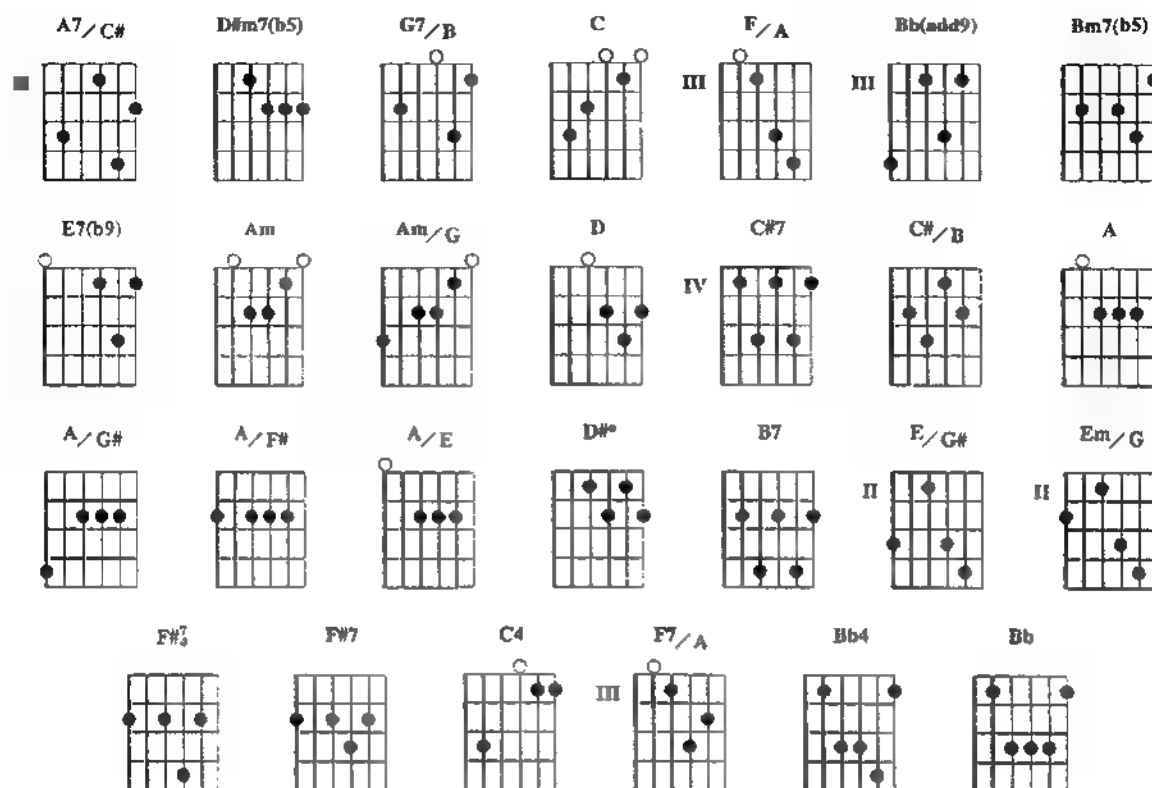 A7/C# D#m7(b5) G7/B C F/A Bb(add9) Bm7(b5)
III III
E7(b9) Am Am/G D C#7 C#/B A
IV
A/G# A/F# A/E D#° B7 E/G# Em/G
II II
F#7 4 F#7 C4 F7/A Bb4 Bb
III